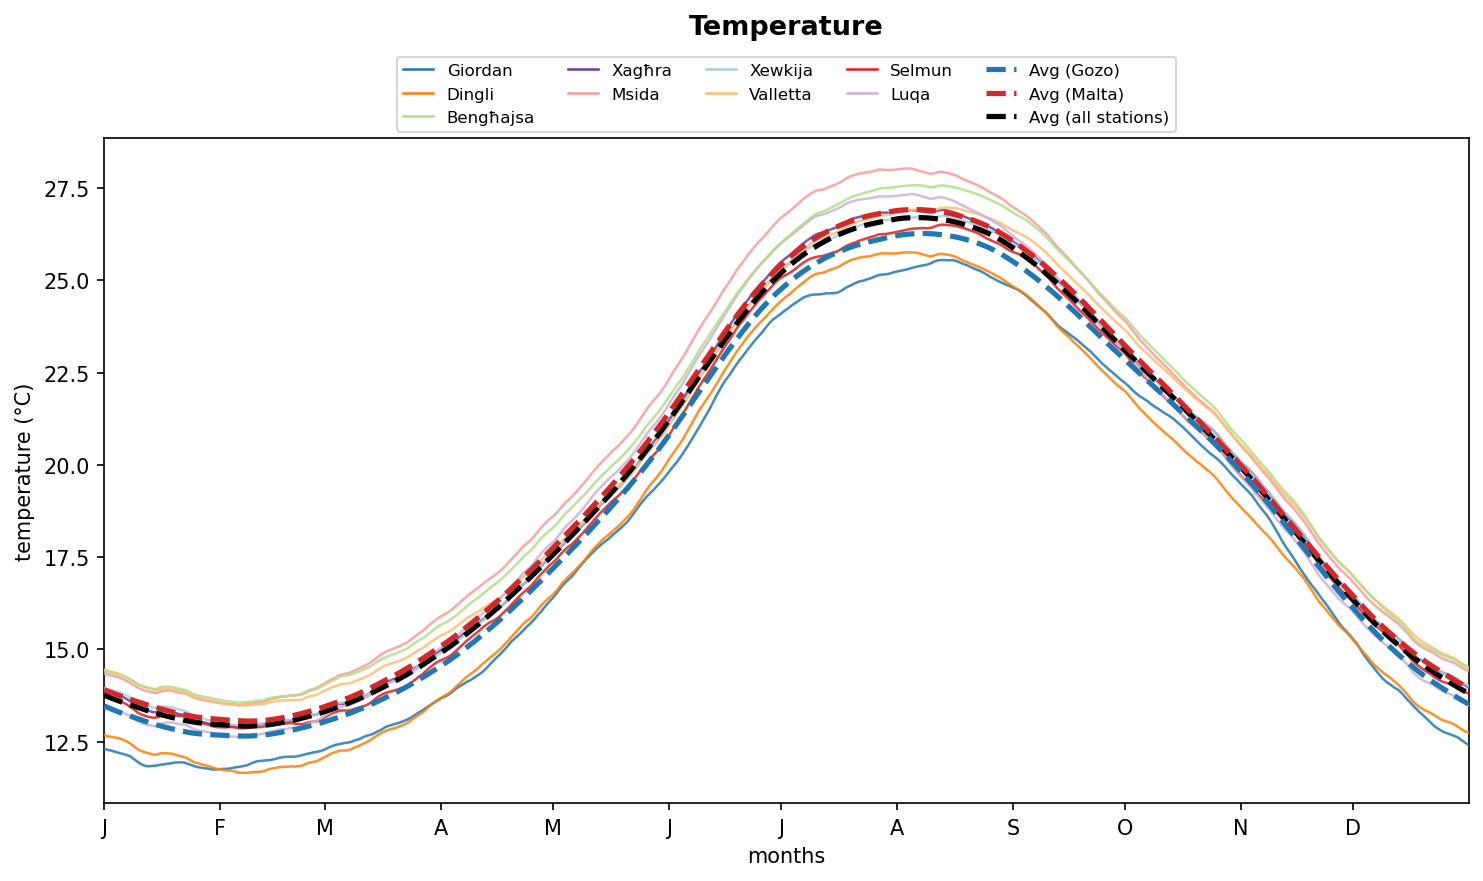 Temperature
Giordan Xagħra Xewkija Selmun Avg (Gozo)
Dingli Msida Valletta Luqa Avg (Malta)
Bengħajsa Avg (all stations)
27.5
25.0
22.5
20.0
17.5
15.0
12.5
temperature (°C)
J F M A M J J A S O N D
months